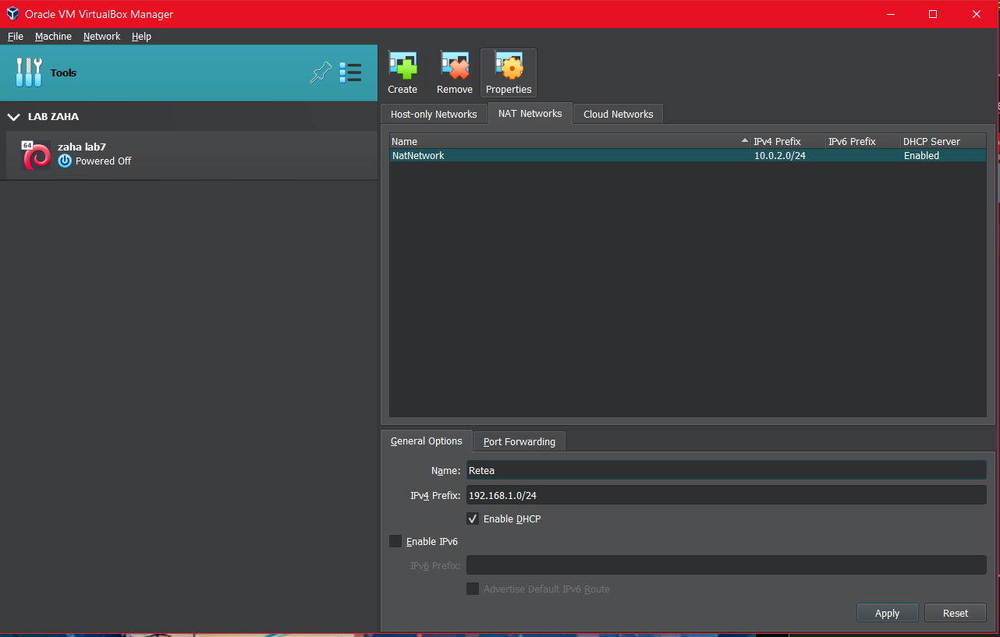 Oracle VM VirtualBox Manager
File Machine Network Help
Tools
LAB ZAHA
64
zaha lab7
Powered Off
Create Remove Properties
Host-only Networks NAT Networks Cloud Networks
Name IPv4 Prefix IPv6 Prefix DHCP Server
NatNetwork 10.0.2.0/24 Enabled
General Options Port Forwarding
Name: Retea
IPv4 Prefix: 192.168.1.0/24
Enable DHCP
Enable IPv6
IPv6 Prefix:
Advertise Default IPv6 Route
Apply Reset